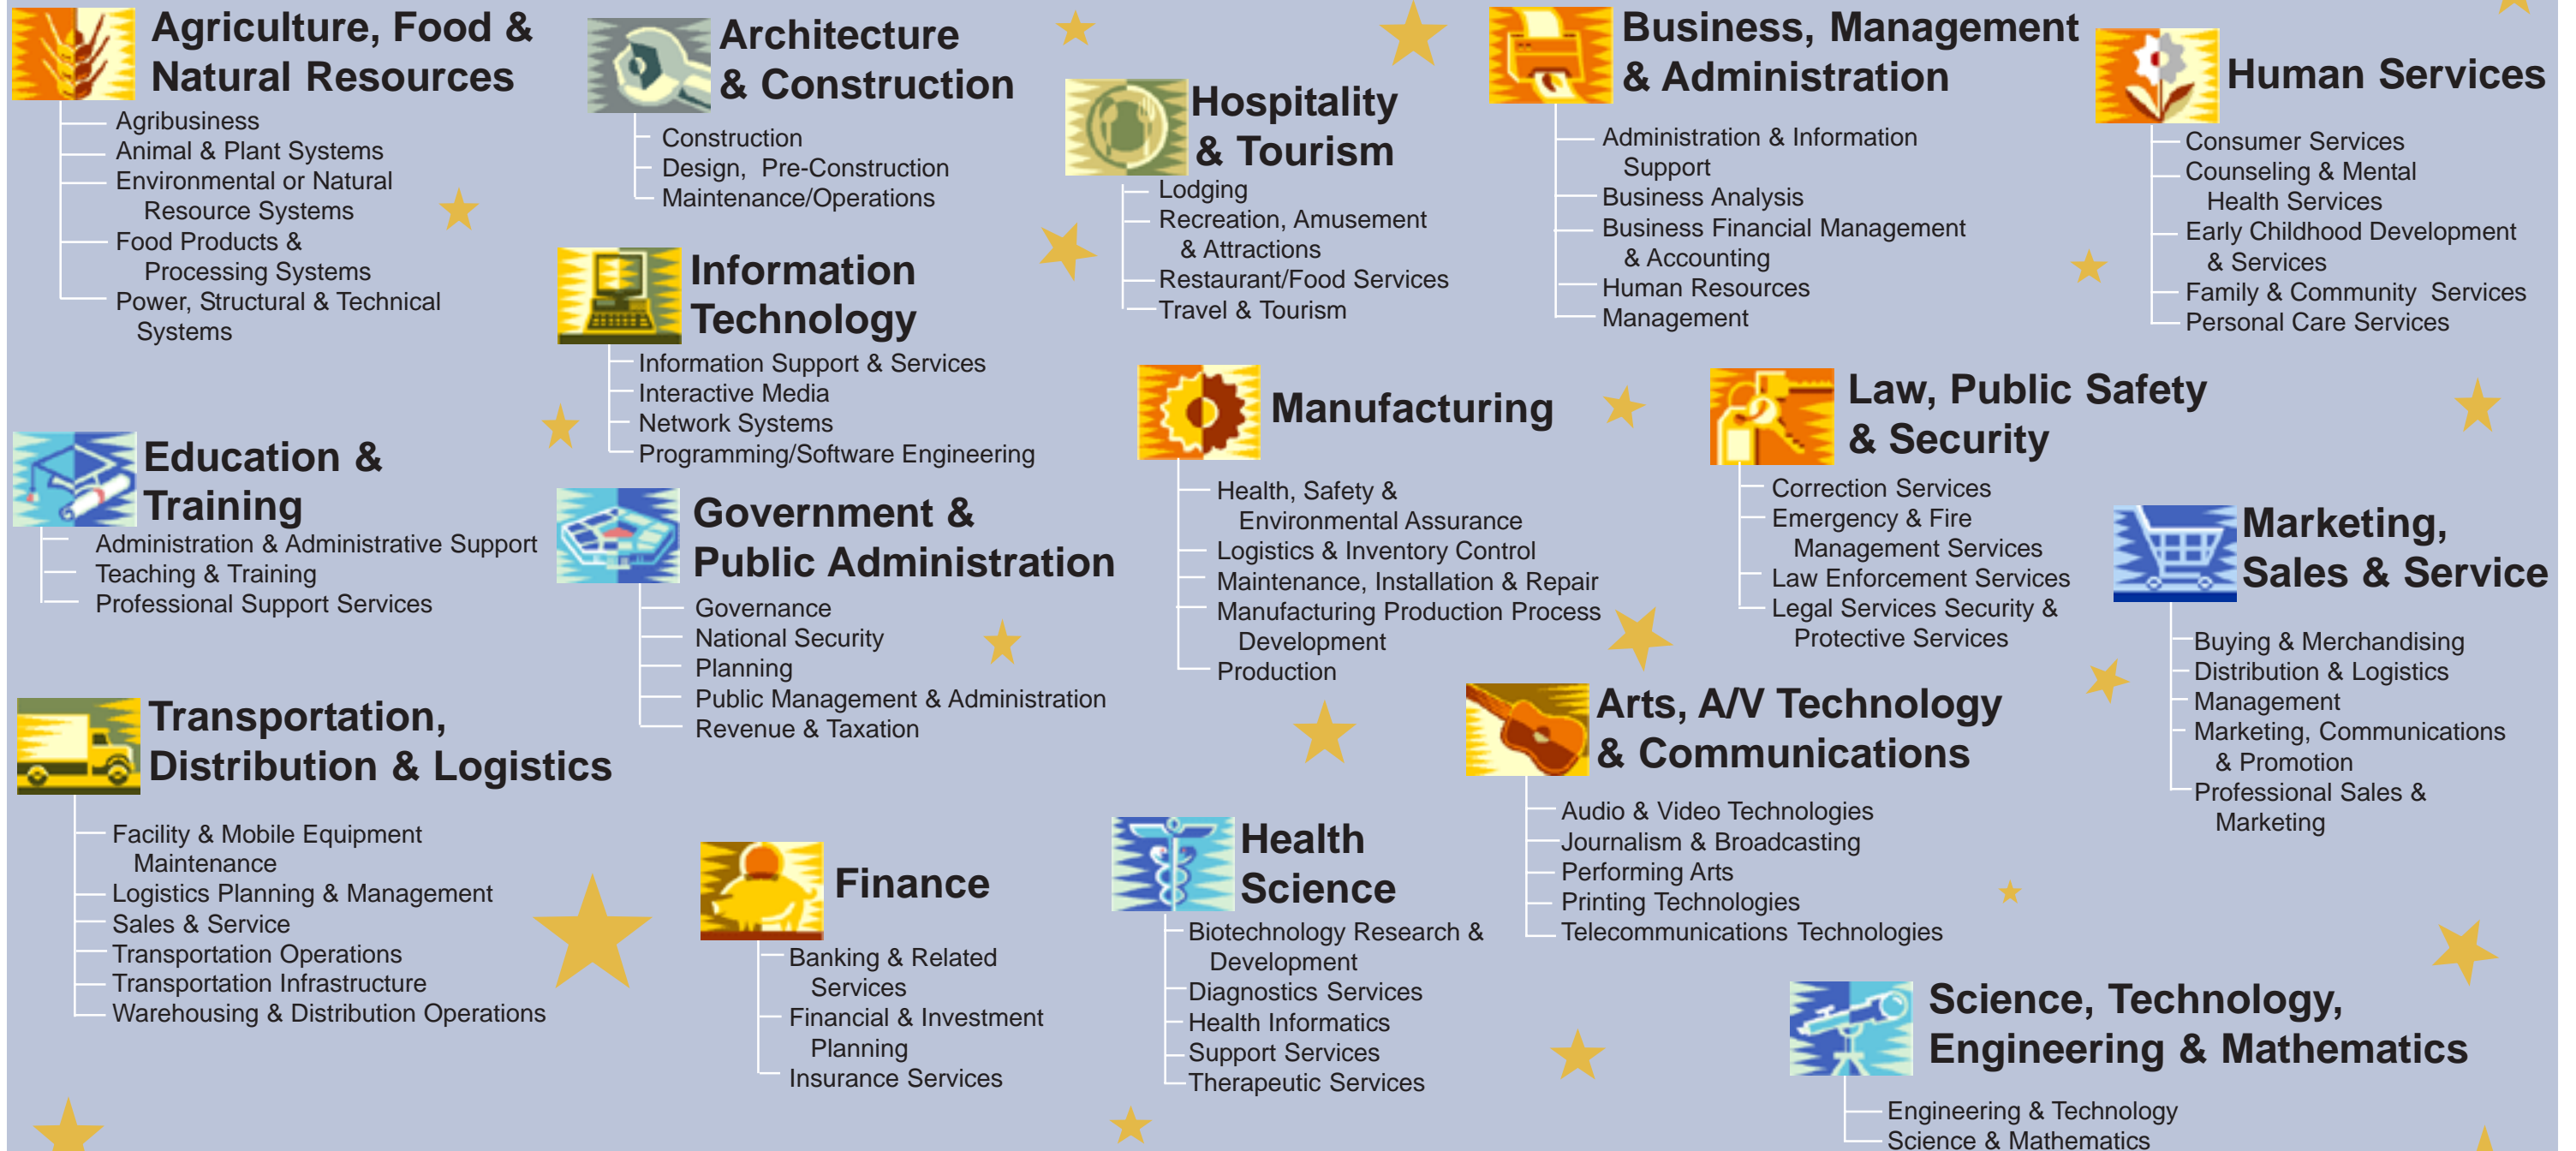 Agriculture, Food &
Natural Resources
Agribusiness
Animal & Plant Systems
Environmental or Natural
Resource Systems
Food Products &
Processing Systems
Power, Structural & Technical
Systems
Architecture
& Construction
Construction
Design, Pre-Construction
Maintenance/Operations
Hospitality
& Tourism
Lodging
Recreation, Amusement
& Attractions
Restaurant/Food Services
Travel & Tourism
Business, Management
& Administration
Administration & Information
Support
Business Analysis
Business Financial Management
& Accounting
Human Resources
Management
Human Services
Consumer Services
Counseling & Mental
Health Services
Early Childhood Development
& Services
Family & Community Services
Personal Care Services
Information
Technology
Information Support & Services
Interactive Media
Network Systems
Programming/Software Engineering
Education &
Training
Administration & Administrative Support
Teaching & Training
Professional Support Services
Government &
Public Administration
Governance
National Security
Planning
Public Management & Administration
Revenue & Taxation
Manufacturing
Health, Safety &
Environmental Assurance
Logistics & Inventory Control
Maintenance, Installation & Repair
Manufacturing Production Process
Development
Production
Law, Public Safety
& Security
Correction Services
Emergency & Fire
Management Services
Law Enforcement Services
Legal Services Security &
Protective Services
Marketing,
Sales & Service
Buying & Merchandising
Distribution & Logistics
Management
Marketing, Communications
& Promotion
Professional Sales &
Marketing
Transportation,
Distribution & Logistics
Facility & Mobile Equipment
Maintenance
Logistics Planning & Management
Sales & Service
Transportation Operations
Transportation Infrastructure
Warehousing & Distribution Operations
Finance
Banking & Related
Services
Financial & Investment
Planning
Insurance Services
Health
Science
Biotechnology Research &
Development
Diagnostics Services
Health Informatics
Support Services
Therapeutic Services
Arts, A/V Technology
& Communications
Audio & Video Technologies
Journalism & Broadcasting
Performing Arts
Printing Technologies
Telecommunications Technologies
Science, Technology,
Engineering & Mathematics
Engineering & Technology
Science & Mathematics